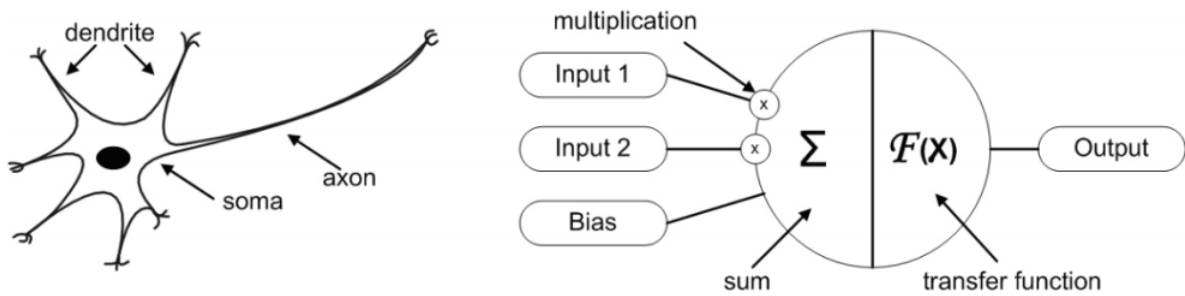 dendrite
axon
soma
multiplication
Input 1
x
Input 2
x
Σ
F(X)
Output
Bias
sum
transfer function